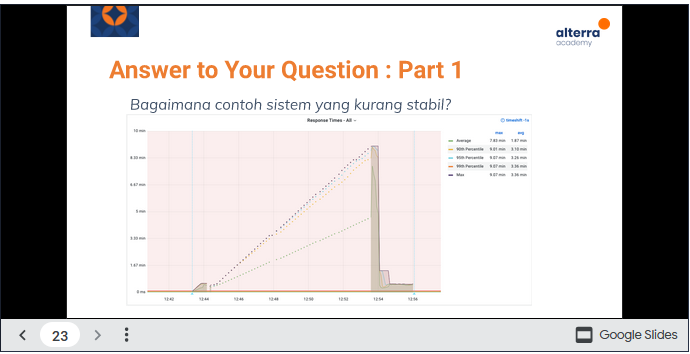 alterra
academy
Answer to Your Question : Part 1
Bagaimana contoh sistem yang kurang stabil?
Response Times - All
timeshift -1s
max avg
Average 7.83 min 1.67 min
90th Percentile 9.01 min 3.10 min
95th Percentile 9.07 min 3.26 min
99th Percentile 9.07 min 3.36 min
Max 9.07 min 3.36 min
10 min
8.33 min
6.67 min
5 min
3.33 min
1.67 min
0 ms
12:42 12:44 12:46 12:48 12:50 12:52 12:54 12:56
23
Google Slides